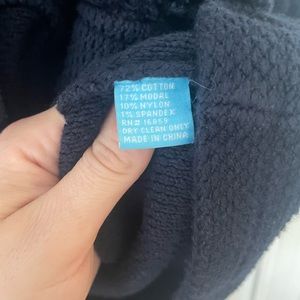 72% COTTON
17% MODAL
10% NYLON
1% SPANDEX
RN# 16859
DRY CLEAN ONLY
MADE IN CHINA